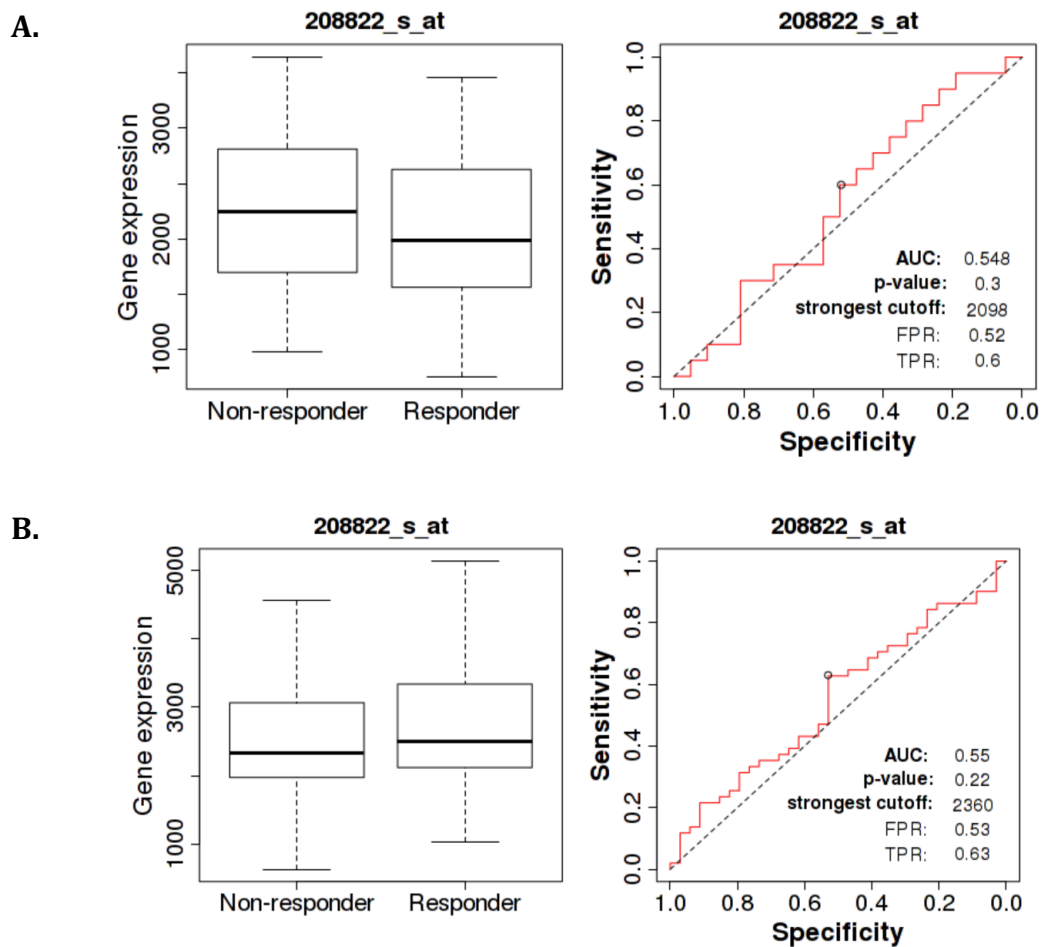 A.
208822_s_at
Gene expression
1000
2000
3000
Non-responder
Responder
208822_s_at
Sensitivity
0.0
0.2
0.4
0.6
0.8
1.0
AUC: 0.548
p-value: 0.3
strongest cutoff: 2098
FPR: 0.52
TPR: 0.6
1.0 0.8 0.6 0.4 0.2 0.0
Specificity
B.
208822_s_at
Gene expression
1000
3000
5000
Non-responder
Responder
208822_s_at
Sensitivity
0.0
0.2
0.4
0.6
0.8
1.0
AUC: 0.55
p-value: 0.22
strongest cutoff: 2360
FPR: 0.53
TPR: 0.63
1.0 0.8 0.6 0.4 0.2 0.0
Specificity